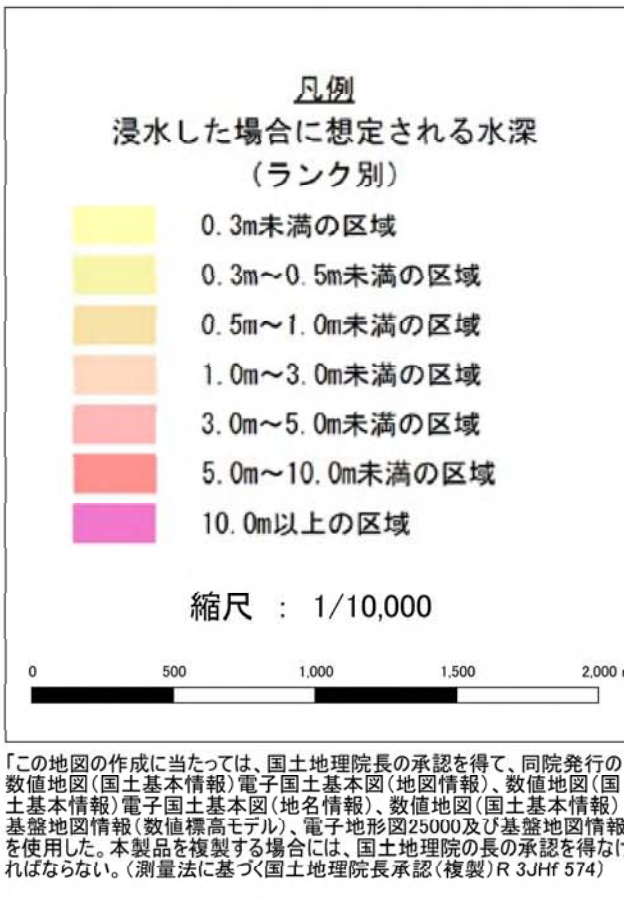 凡例
浸水した場合に想定される水深
（ランク別）
0.3m未満の区域
0.3m～0.5m未満の区域
0.5m～1.0m未満の区域
1.0m～3.0m未満の区域
3.0m～5.0m未満の区域
5.0m～10.0m未満の区域
10.0m以上の区域
縮尺 ： 1/10,000
0 500 1,000 1,500 2,000
「この地図の作成に当たっては、国土地理院長の承認を得て、同院発行の
数値地図(国土基本情報)電子国土基本図(地図情報)、数値地図(国
土基本情報)電子国土基本図(地名情報)、数値地図(国土基本情報)
基盤地図情報(数値標高モデル)、電子地形図25000及び基盤地図情報
を使用した。本製品を複製する場合には、国土地理院の長の承認を得なけ
ればならない。(測量法に基づく国土地理院長承認(複製)R 3JHf 574)